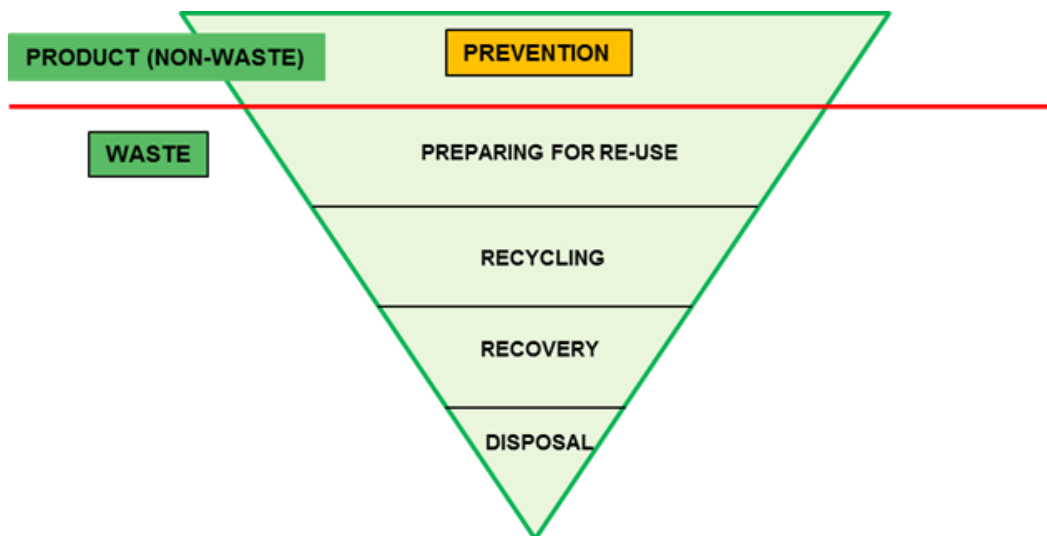 PRODUCT (NON-WASTE)
PREVENTION
WASTE
PREPARING FOR RE-USE
RECYCLING
RECOVERY
DISPOSAL